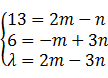 13 = 2m − n
6 = −m + 3n
λ = 2m − 3n